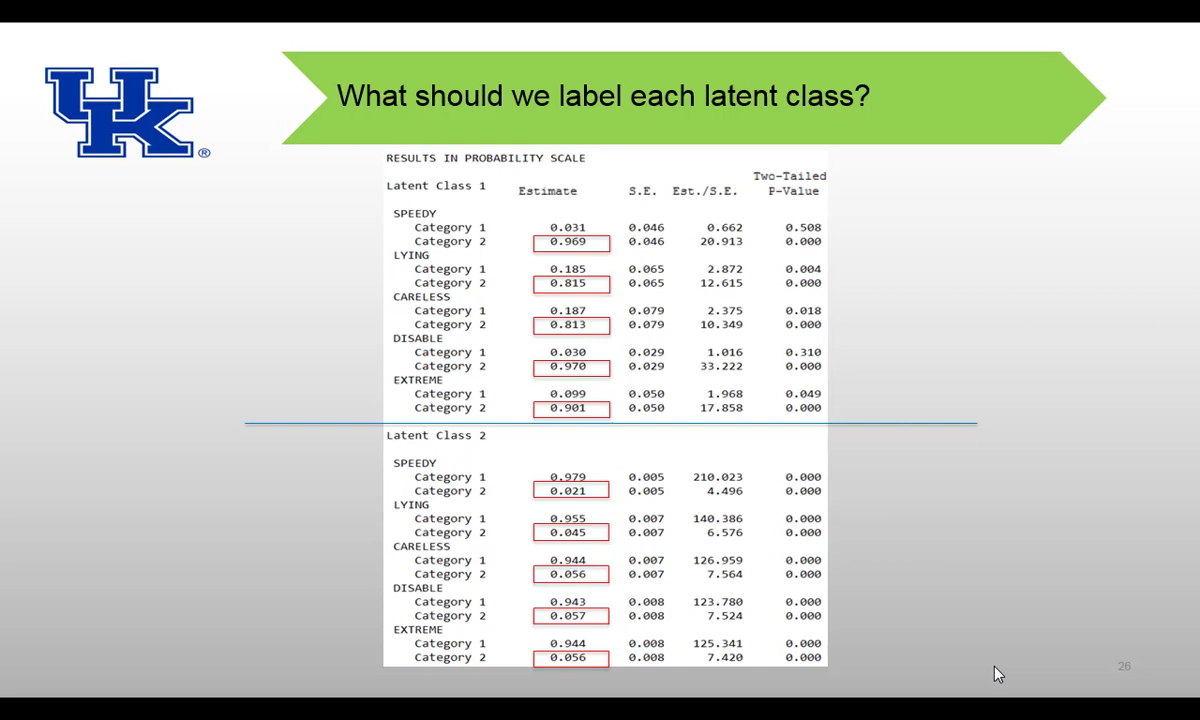 UK ®
What should we label each latent class?
RESULTS IN PROBABILITY SCALE
Two-Tailed
Latent Class 1 Estimate S.E. Est./S.E. P-Value
SPEEDY
Category 1 0.031 0.046 0.662 0.508
Category 2 0.969 0.046 20.913 0.000
LYING
Category 1 0.185 0.065 2.872 0.004
Category 2 0.815 0.065 12.615 0.000
CARELESS
Category 1 0.187 0.079 2.375 0.018
Category 2 0.813 0.079 10.349 0.000
DISABLE
Category 1 0.030 0.029 1.016 0.310
Category 2 0.970 0.029 33.222 0.000
EXTREME
Category 1 0.099 0.050 1.968 0.049
Category 2 0.901 0.050 17.858 0.000
Latent Class 2
SPEEDY
Category 1 0.979 0.005 210.023 0.000
Category 2 0.021 0.005 4.496 0.000
LYING
Category 1 0.955 0.007 140.386 0.000
Category 2 0.045 0.007 6.576 0.000
CARELESS
Category 1 0.944 0.007 126.959 0.000
Category 2 0.056 0.007 7.564 0.000
DISABLE
Category 1 0.943 0.008 123.780 0.000
Category 2 0.057 0.008 7.524 0.000
EXTREME
Category 1 0.944 0.008 125.341 0.000
Category 2 0.056 0.008 7.420 0.000
26